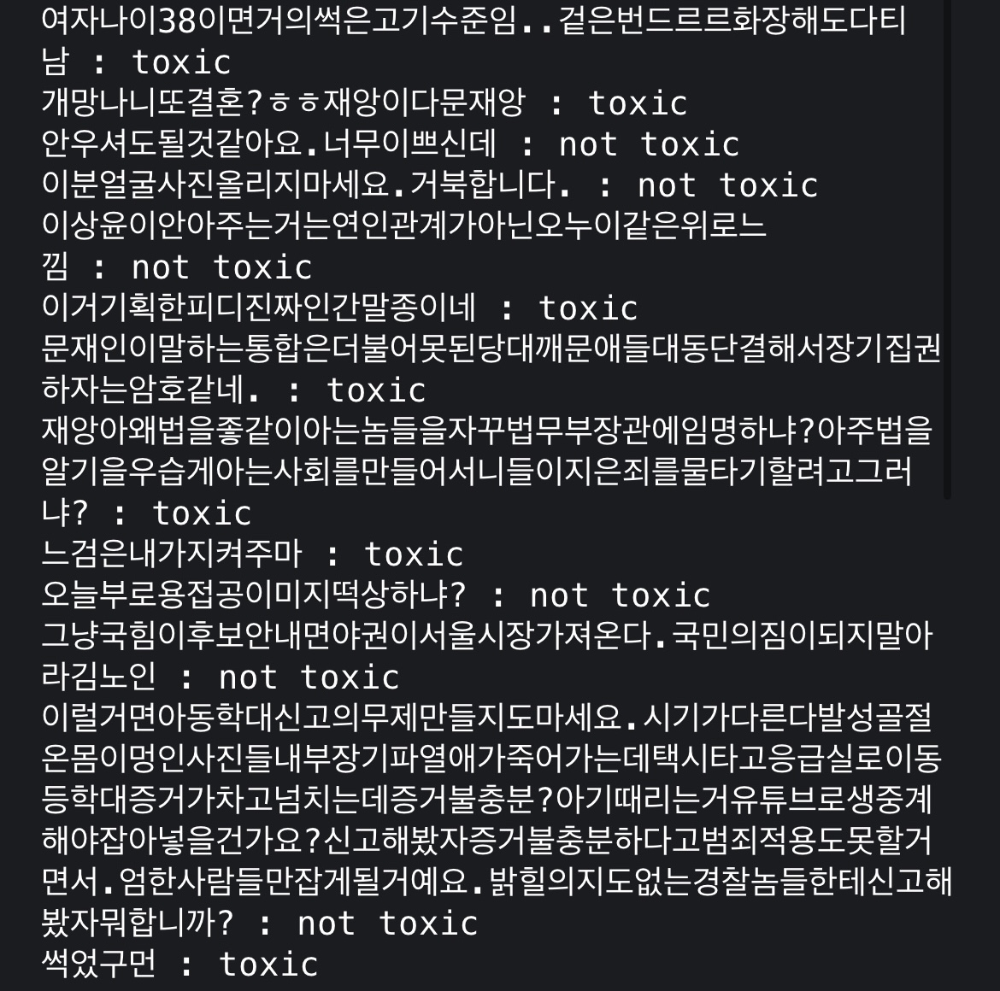 여자나이38이면거의썩은고기수준임..겉은번드르르화장해도다티
남 : toxic
개망나니또결혼?ㅎㅎ재앙이다문재앙 : toxic
안우셔도될것같아요.너무이쁘신데 : not toxic
이분얼굴사진올리지마세요.거북합니다. : not toxic
이상윤이안아주는거는연인관계가아닌오누이같은위로느
낌 : not toxic
이거기획한피디진짜인간말종이네 : toxic
문재인이말하는통합은더불어못된당대깨문애들대동단결해서장기집권
하자는암호같네. : toxic
재앙아왜법을좋같이아는놈들을자꾸법무부장관에임명하냐?아주법을
알기을우습게아는사회를만들어서니들이지은죄를물타기할려고그러
냐? : toxic
느검은내가지켜주마 : toxic
오늘부로용접공이미지떡상하냐? : not toxic
그냥국힘이후보안내면야권이서울시장가져온다.국민의짐이되지말아
라김노인 : not toxic
이럴거면아동학대신고의무제만들지도마세요.시기가다른다발성골절
온몸이멍인사진들내부장기파열애가죽어가는데택시타고응급실로이동
등학대증거가차고넘치는데증거불충분?아기때리는거유튜브로생중계
해야잡아넣을건가요?신고해봤자증거불충분하다고범죄적용도못할거
면서.엄한사람들만잡게될거예요.밝힐의지도없는경찰놈들한테신고해
봤자뭐합니까? : not toxic
썩었구먼 : toxic